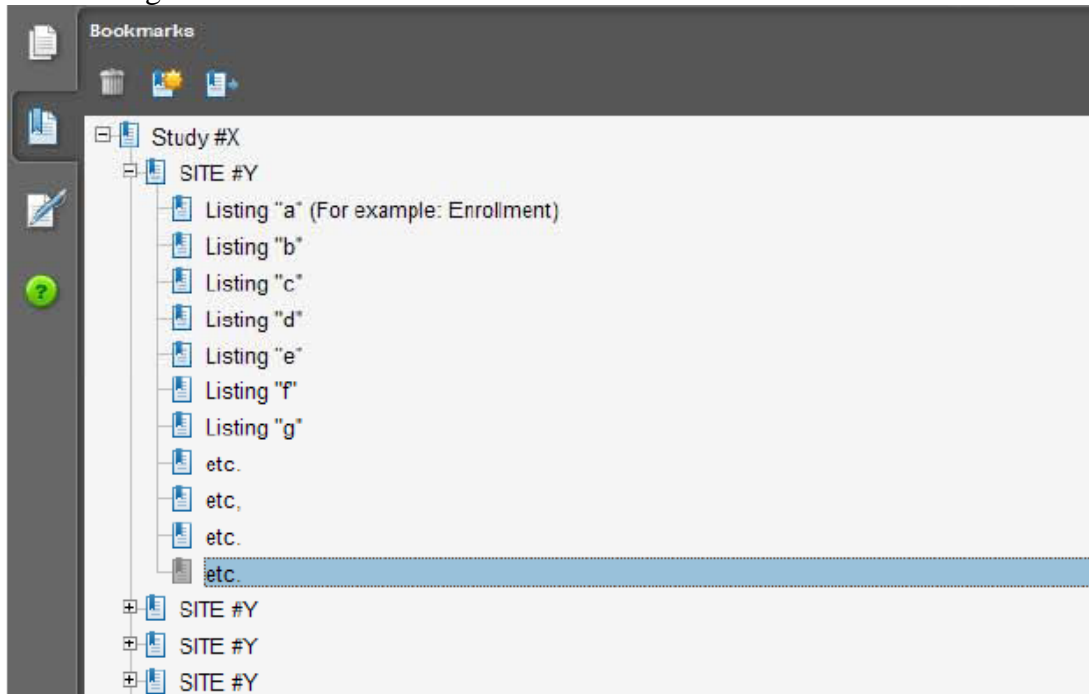 Bookmarks
Study #X
SITE #Y
Listing "a" (For example: Enrollment)
Listing "b"
Listing "c"
Listing "d"
Listing "e"
Listing "f"
Listing "g"
etc.
etc,
etc.
etc.
SITE #Y
SITE #Y
SITE #Y